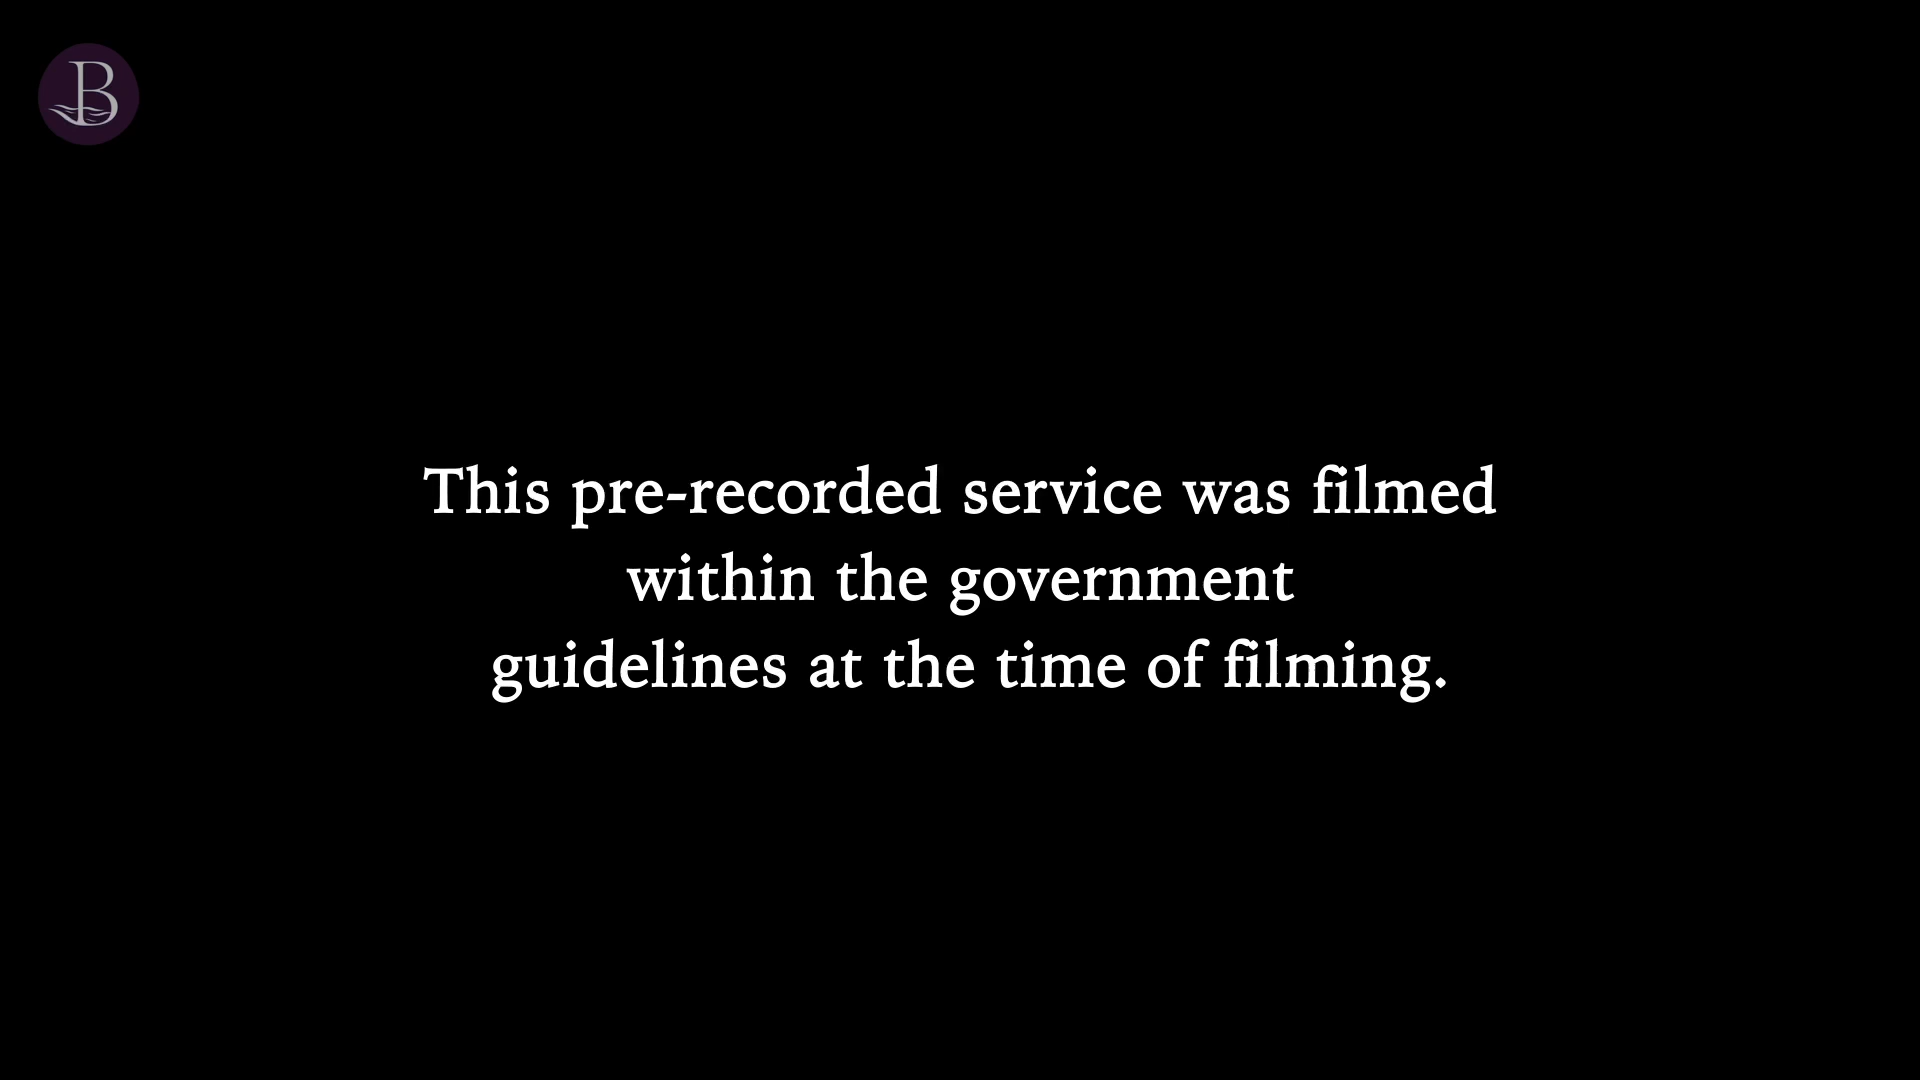 B
This pre-recorded service was filmed
within the government
guidelines at the time of filming.